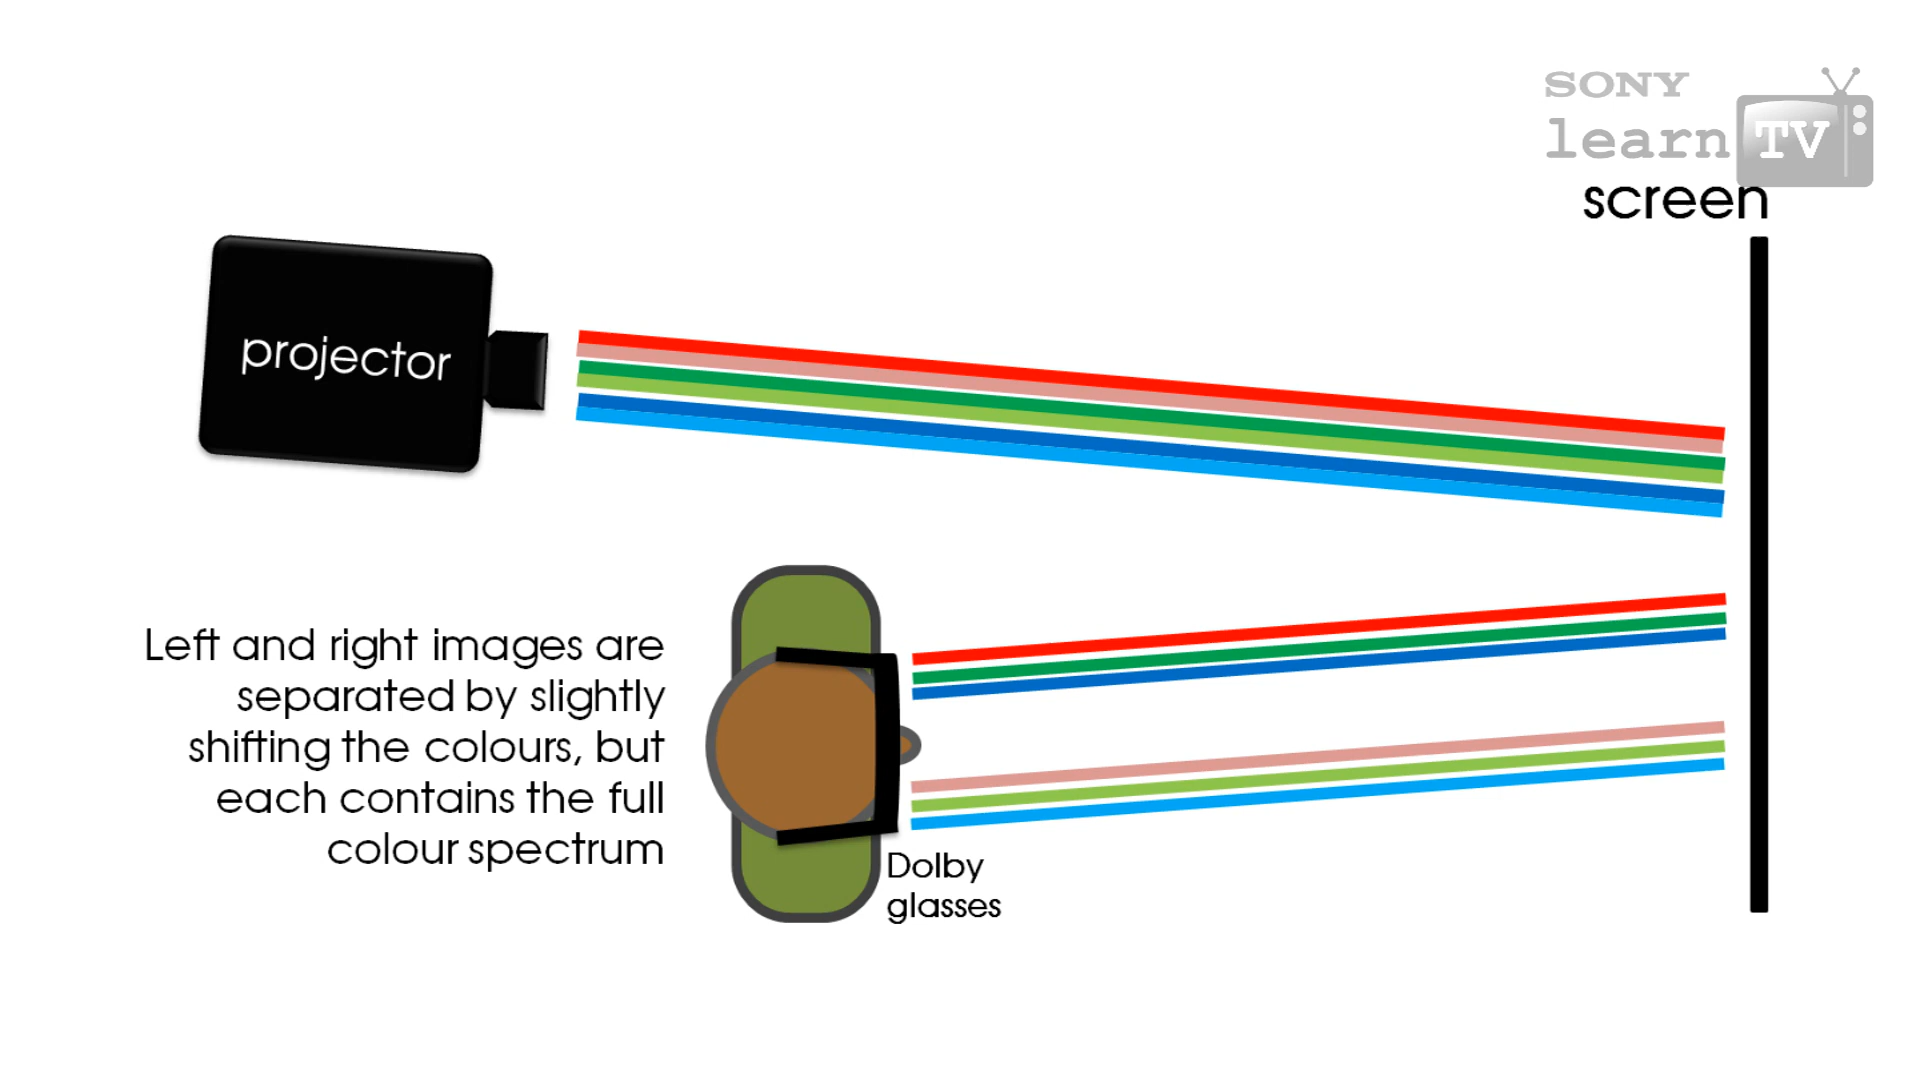 SONY
learn TV
screen
projector
Left and right images are
separated by slightly
shifting the colours, but
each contains the full
colour spectrum
Dolby
glasses